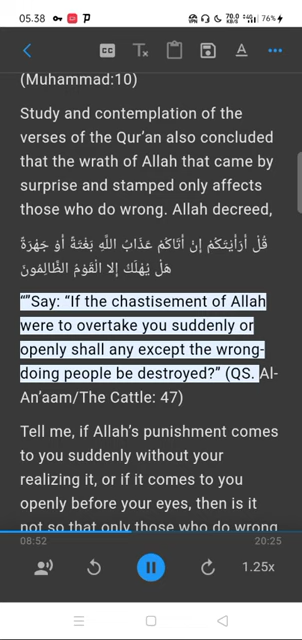 05.38
70.0 KB/S
4G
76%
CC
(Muhammad:10)
Study and contemplation of the
verses of the Qur’an also concluded
that the wrath of Allah that came by
surprise and stamped only affects
those who do wrong. Allah decreed,
قُلْ أَرَأَيْتَكُمْ إِنْ أَتَاكُمْ عَذَابُ اللَّهِ بَغْتَةً أَوْ جَهْرَةً
هَلْ يُهْلَكُ إِلا الْقَوْمُ الظَّالِمُونَ
“”Say: “If the chastisement of Allah
were to overtake you suddenly or
openly shall any except the wrong-
doing people be destroyed?” (QS. Al-
An’aam/The Cattle: 47)
Tell me, if Allah’s punishment comes
to you suddenly without your
realizing it, or if it comes to you
openly before your eyes, then is it
not so that only those who do wrong
08:52
20:25
1.25x